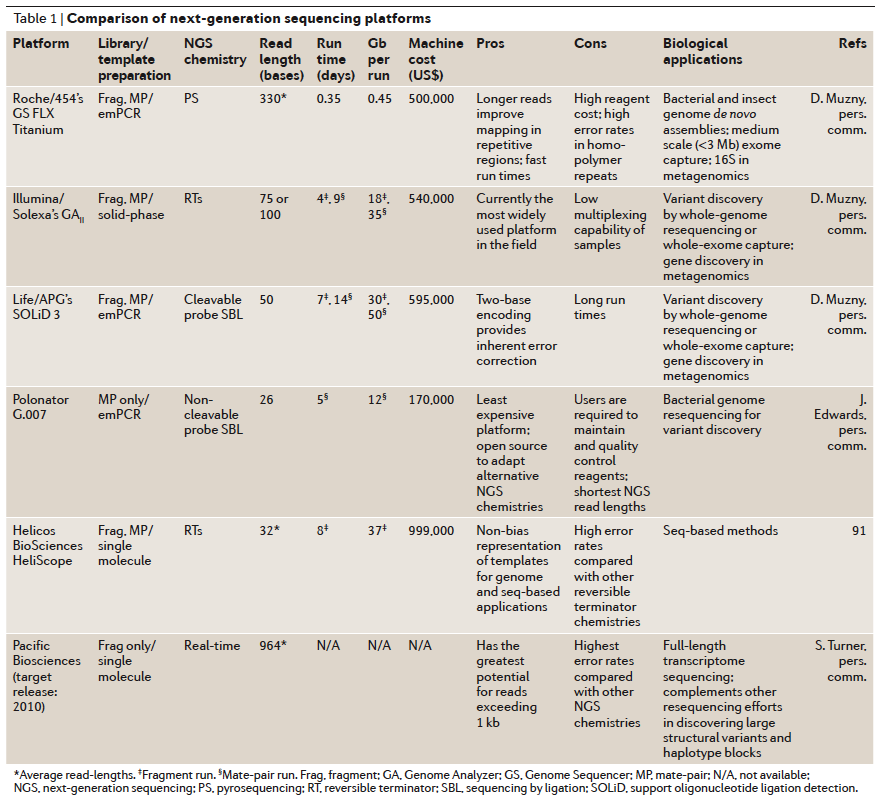 Table 1 | Comparison of next-generation sequencing platforms
Platform Library/ NGS Read Run Gb Machine Pros Cons Biological Refs
template chemistry length time per cost applications
preparation (bases) (days) run (US$)
Roche/454's Frag, MP/ PS 330* 0.35 0.45 500,000 Longer reads High reagent Bacterial and insect D. Muzny,
GS FLX emPCR improve cost; high genome de novo pers.
Titanium mapping in error rates assemblies; medium comm.
repetitive in homo- scale (<3 Mb) exome
regions; fast polymer capture; 16S in
run times repeats metagenomics
Illumina/ Frag, MP/ RTs 75 or 4‡, 9§ 18‡, 540,000 Currently the Low Variant discovery D. Muzny,
Solexa's GAII solid-phase 100 35§ most widely multiplexing by whole-genome pers.
used platform capability of resequencing or comm.
in the field samples whole-exome capture;
gene discovery in
metagenomics
Life/APG's Frag, MP/ Cleavable 50 7‡, 14§ 30‡, 595,000 Two-base Long run Variant discovery D. Muzny,
SOLiD 3 emPCR probe SBL 50§ encoding times by whole-genome pers.
provides resequencing or comm.
inherent error whole-exome capture;
correction gene discovery in
metagenomics
Polonator MP only/ Non- 26 5§ 12§ 170,000 Least Users are Bacterial genome J.
G.007 emPCR cleavable expensive required to resequencing for Edwards,
probe SBL platform; maintain variant discovery pers.
open source and quality comm.
to adapt control
alternative reagents;
NGS shortest NGS
chemistries read lengths
Helicos Frag, MP/ RTs 32* 8‡ 37‡ 999,000 Non-bias High error Seq-based methods 91
BioSciences single representation rates
HeliScope molecule of templates compared
for genome with other
and seq-based reversible
applications terminator
chemistries
Pacific Frag only/ Real-time 964* N/A N/A N/A Has the Highest Full-length S. Turner,
Biosciences single greatest error rates transcriptome pers.
(target molecule potential compared sequencing; comm.
release: for reads with other complements other
2010) exceeding NGS resequencing efforts
1 kb chemistries in discovering large
structural variants and
haplotype blocks
*Average read-lengths. ‡Fragment run. §Mate-pair run. Frag, fragment; GA, Genome Analyzer; GS, Genome Sequencer; MP, mate-pair; N/A, not available;
NGS, next-generation sequencing; PS, pyrosequencing; RT, reversible terminator; SBL, sequencing by ligation; SOLiD, support oligonucleotide ligation detection.